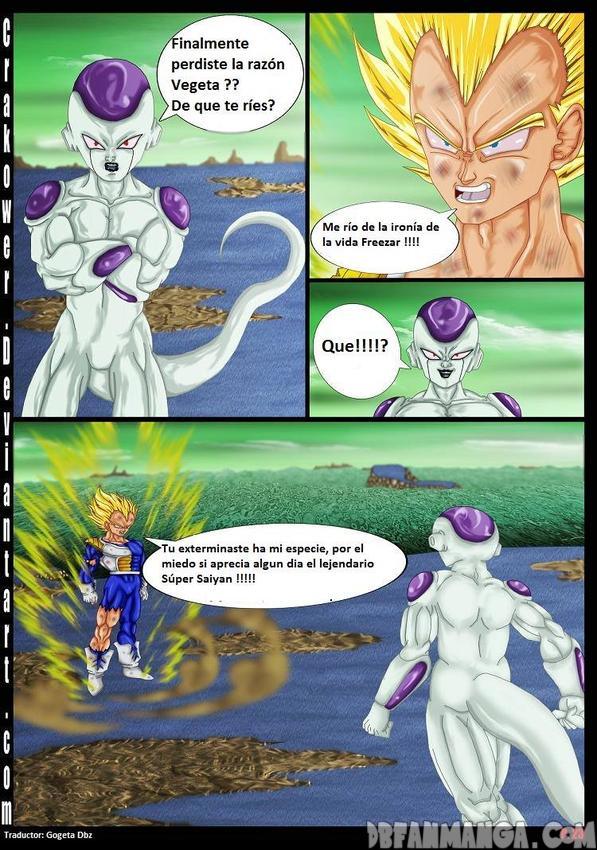 Finalmente
perdiste la razón
Vegeta ??
De que te ríes?
Me río de la ironía de
la vida Freezar !!!!
Que!!!!?
Tu exterminaste ha mi especie, por el
miedo si aprecia algun dia el lejendario
Súper Saiyan !!!!!
crakower.Deviantart.com
Traductor: Gogeta Dbz
DBFANMANGA.COM